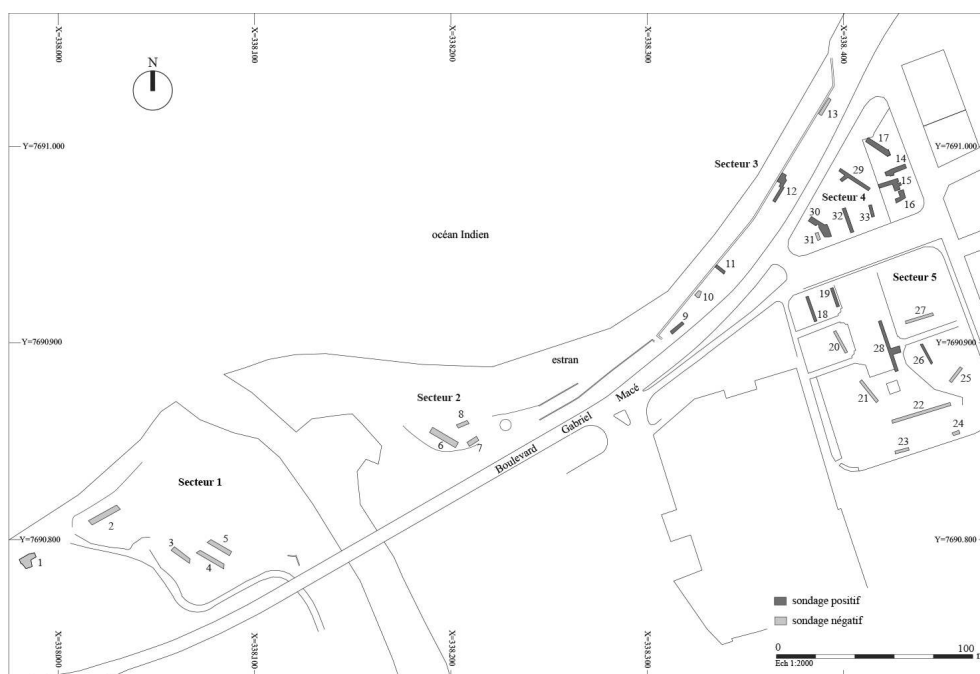 X=338.000
X=338.100
X=338.200
X=338.300
X=338.400
N
Y=7691.000
Y=7691.000
13
Secteur 3
17
14
29
15
12
16
Secteur 4
30
32
33
31
océan Indien
11
10
Secteur 5
19
18
27
9
Y=7690.900
Y=7690.900
20
28
26
estran
25
Secteur 2
Macé
21
22
8
Gabriel
24
6
7
23
Boulevard
Secteur 1
2
5
3
4
Y=7690.800
Y=7690.800
1
sondage positif
sondage négatif
X=338.000
X=338.100
X=338.200
X=338.300
0
100
Ech 1:2000